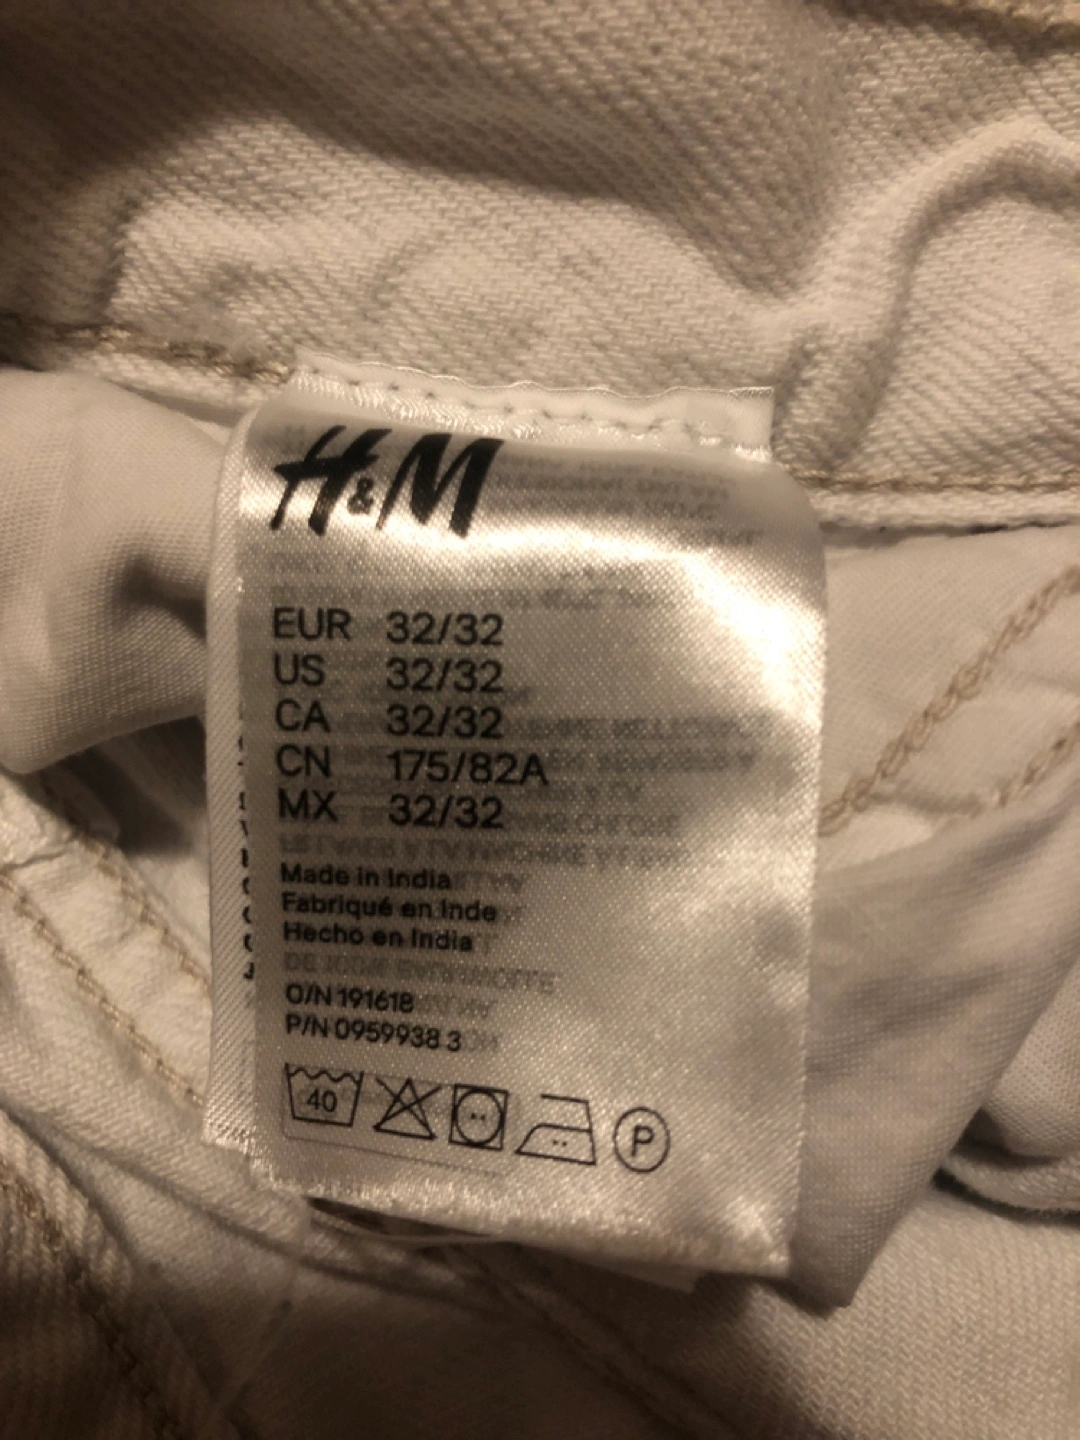 H&M
EUR 32/32
US 32/32
CA 32/32
CN 175/82A
MX 32/32
Made in India
Fabriqué en Inde
Hecho en India
O/N 191618
P/N 0959938 3
40
P